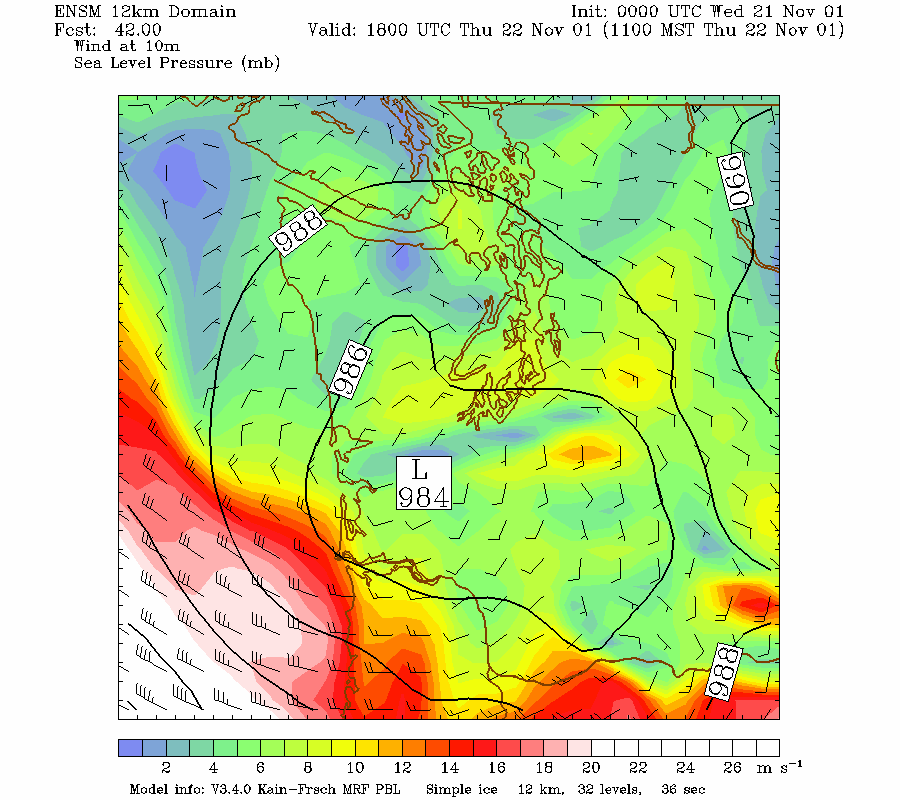 ENSM 12km Domain Init: 0000 UTC Wed 21 Nov 01
Fcst: 42.00 Valid: 1800 UTC Thu 22 Nov 01 (1100 MST Thu 22 Nov 01)
Wind at 10m
Sea Level Pressure (mb)
990
988
986
L
984
988
2 4 6 8 10 12 14 16 18 20 22 24 26 m s⁻¹
Model info: V3.4.0 Kain-Frsch MRF PBL Simple ice 12 km, 32 levels, 36 sec